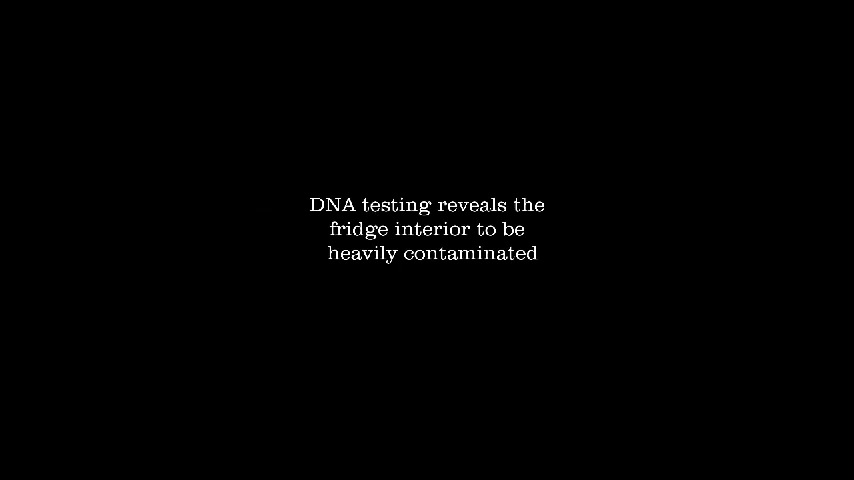 DNA testing reveals the
fridge interior to be
heavily contaminated